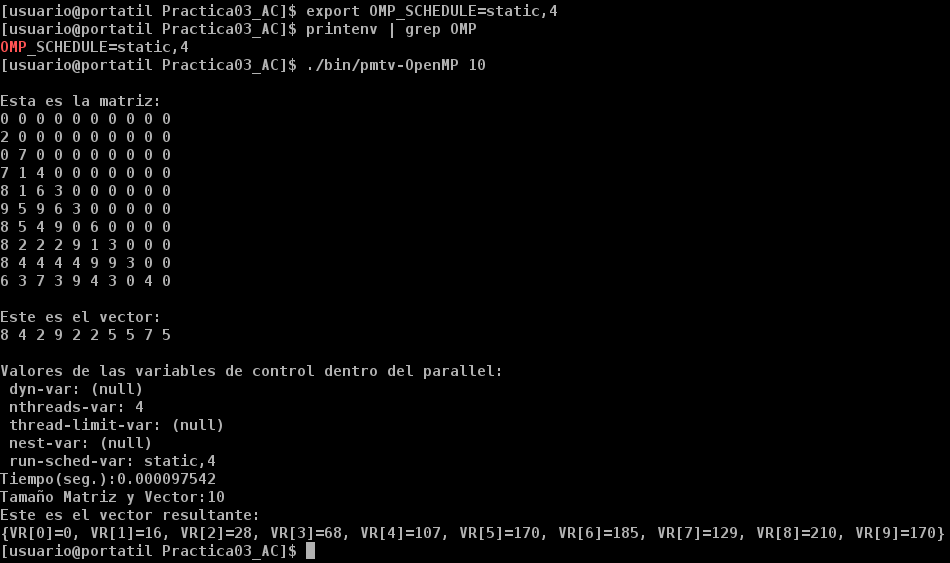 [usuario@portatil Practica03_AC]$ export OMP_SCHEDULE=static,4
[usuario@portatil Practica03_AC]$ printenv | grep OMP
OMP_SCHEDULE=static,4
[usuario@portatil Practica03_AC]$ ./bin/pmtv-OpenMP 10
Esta es la matriz:
0 0 0 0 0 0 0 0 0 0
2 0 0 0 0 0 0 0 0 0
0 7 0 0 0 0 0 0 0 0
7 1 4 0 0 0 0 0 0 0
8 1 6 3 0 0 0 0 0 0
9 5 9 6 3 0 0 0 0 0
8 5 4 9 0 6 0 0 0 0
8 2 2 2 9 1 3 0 0 0
8 4 4 4 4 9 9 3 0 0
6 3 7 3 9 4 3 0 4 0
Este es el vector:
8 4 2 9 2 2 5 5 7 5
Valores de las variables de control dentro del parallel:
dyn-var: (null)
nthreads-var: 4
thread-limit-var: (null)
nest-var: (null)
run-sched-var: static,4
Tiempo(seg.):0.000097542
Tamaño Matriz y Vector:10
Este es el vector resultante:
{VR[0]=0, VR[1]=16, VR[2]=28, VR[3]=68, VR[4]=107, VR[5]=170, VR[6]=185, VR[7]=129, VR[8]=210, VR[9]=170}
[usuario@portatil Practica03_AC]$